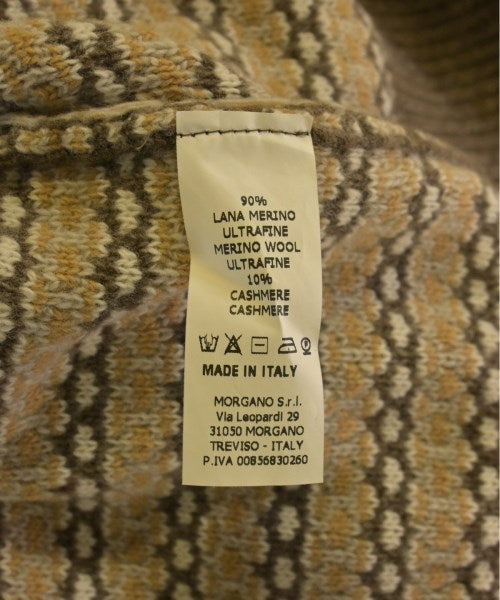 90%
LANA MERINO
ULTRAFINE
MERINO WOOL
ULTRAFINE
10%
CASHMERE
CASHMERE
MADE IN ITALY
MORGANO S.r.l.
Via Leopardi 29
31050 MORGANO
TREVISO - ITALY
P.IVA 00856830260